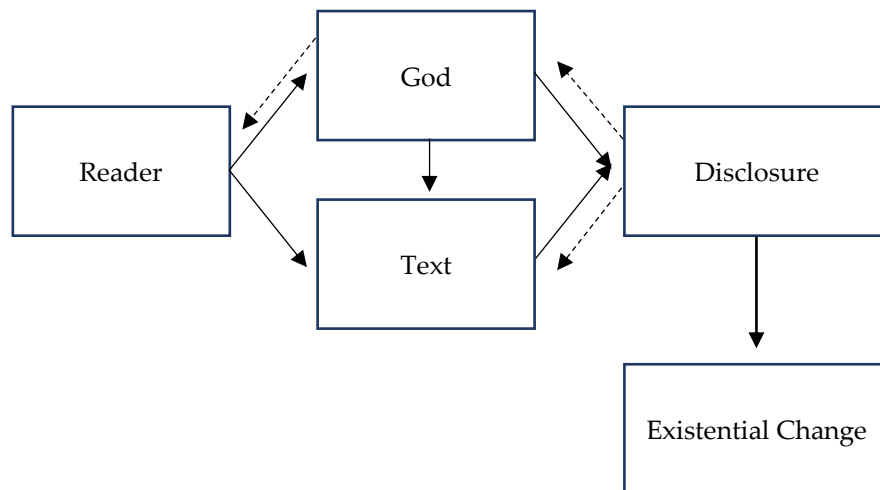 God
Reader
Disclosure
Text
Existential Change